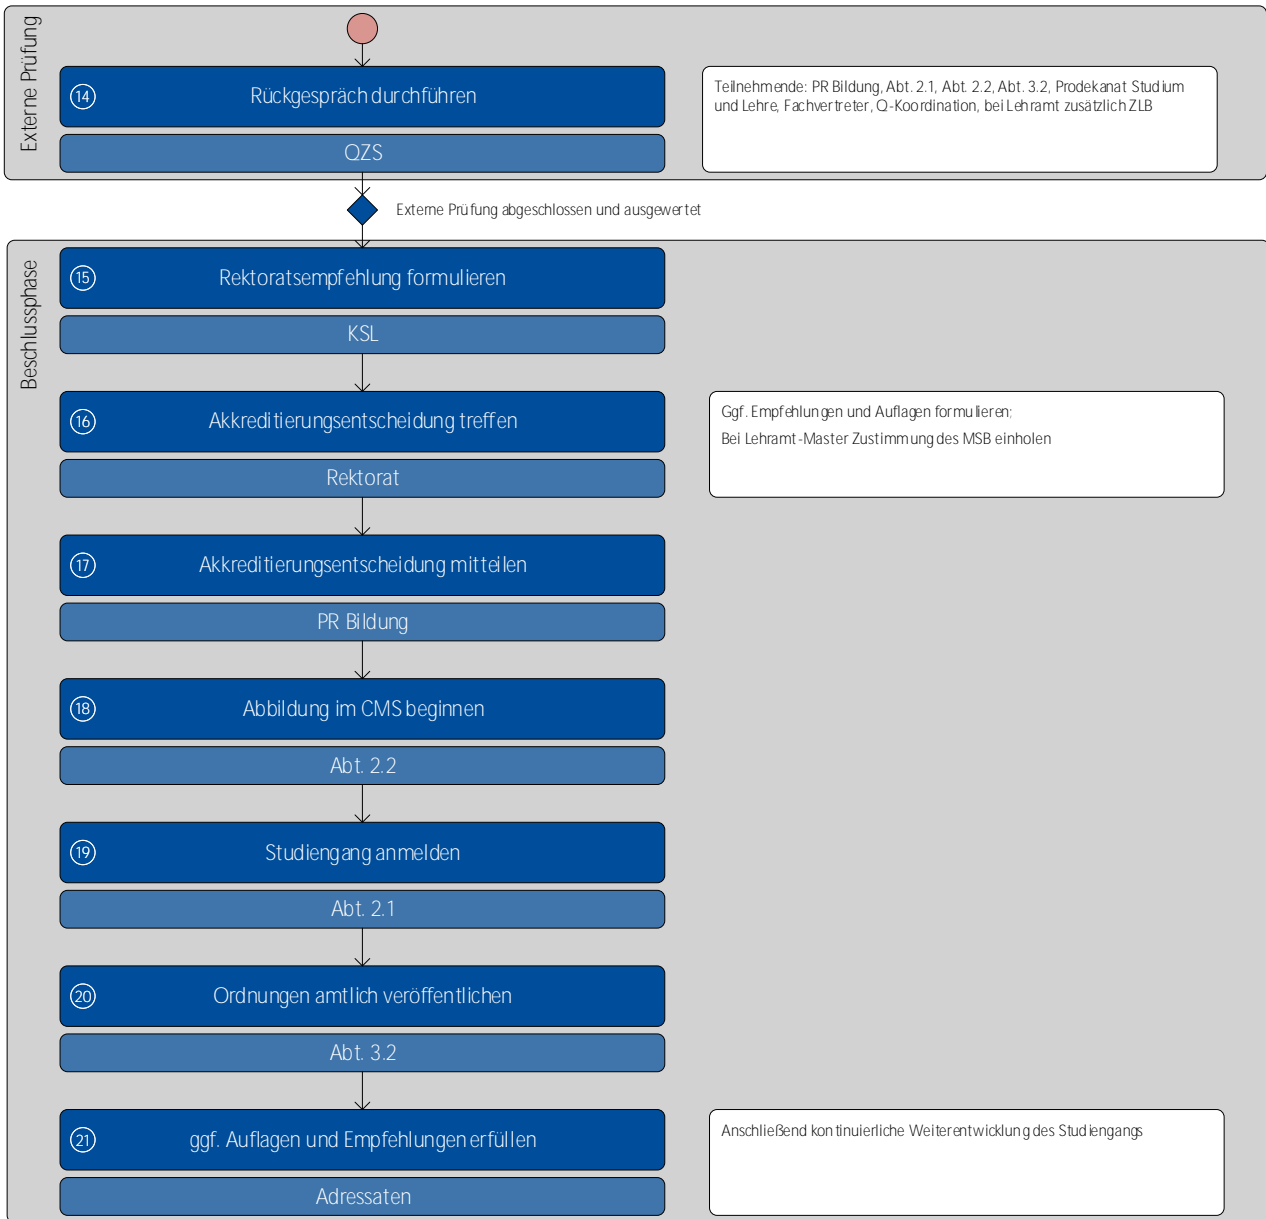 Externe Prüfung
14
Rückgespräch durchführen
QZS
Teilnehmende: PR Bildung, Abt. 2.1, Abt. 2.2, Abt. 3.2, Prodekanat Studium
und Lehre, Fachvertreter, Q-Koordination, bei Lehramt zusätzlich ZLB
Externe Prüfung abgeschlossen und ausgewertet
Beschlussphase
15
Rektoratsempfehlung formulieren
KSL
16
Akkreditierungsentscheidung treffen
Rektorat
Ggf. Empfehlungen und Auflagen formulieren;
Bei Lehramt-Master Zustimmung des MSB einholen
17
Akkreditierungsentscheidung mitteilen
PR Bildung
18
Abbildung im CMS beginnen
Abt. 2.2
19
Studiengang anmelden
Abt. 2.1
20
Ordnungen amtlich veröffentlichen
Abt. 3.2
21
ggf. Auflagen und Empfehlungen erfüllen
Adressaten
Anschließend kontinuierliche Weiterentwicklung des Studiengangs